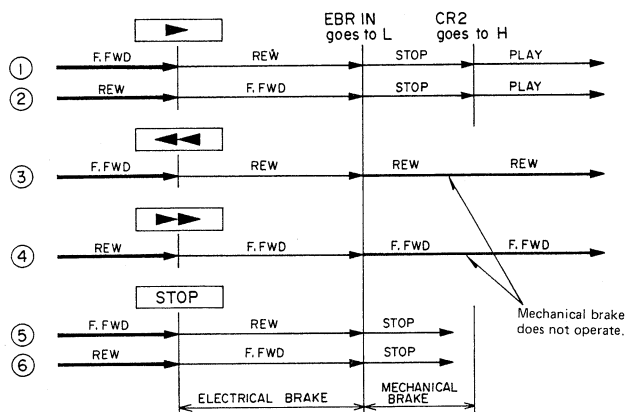 EBR IN
goes to L
CR2
goes to H
① F. FWD REW STOP PLAY
② REW F. FWD STOP PLAY
③ F. FWD REW REW REW
④ REW F. FWD F. FWD F. FWD
Mechanical brake
does not operate.
STOP
⑤ F. FWD REW STOP
⑥ REW F. FWD STOP
ELECTRICAL BRAKE
MECHANICAL
BRAKE